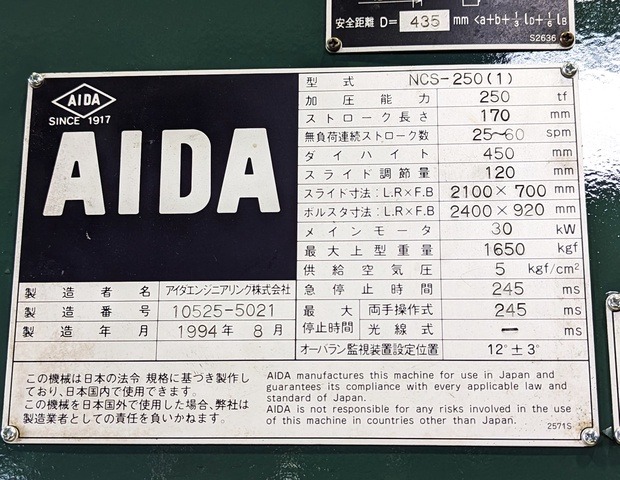 安全距離 D= 435 mm <a+b+⅓lD+⅙lB
S2636
AIDA
SINCE 1917
AIDA
型式 NCS-250(1)
加圧能力 250 tf
ストローク長さ 170 mm
無負荷連続ストローク数 25~60 spm
ダイハイト 450 mm
スライド調節量 120 mm
スライド寸法:L.R×F.B 2100×700 mm
ボルスタ寸法:L.R×F.B 2400×920 mm
メインモータ 30 kW
最大上型重量 1650 kgf
供給空気圧 5 kgf/cm²
急停止時間 245 ms
最大停止時間 両手操作式 245 ms
光線式 — ms
オーバラン監視装置設定位置 12°±3°
製造者名 アイダエンジニアリング株式会社
製造番号 10525-5021
製造年月 1994年 8月
この機械は日本の法令 規格に基づき製作し
ており、日本国内で使用できます。
この機械を日本国外で使用した場合、弊社は
製造業者としての責任を負いかねます。
AIDA manufactures this machine for use in Japan and
guarantees its compliance with every applicable law and
standard of Japan.
AIDA is not responsible for any risks involved in the use
of this machine in countries other than Japan.
2571S